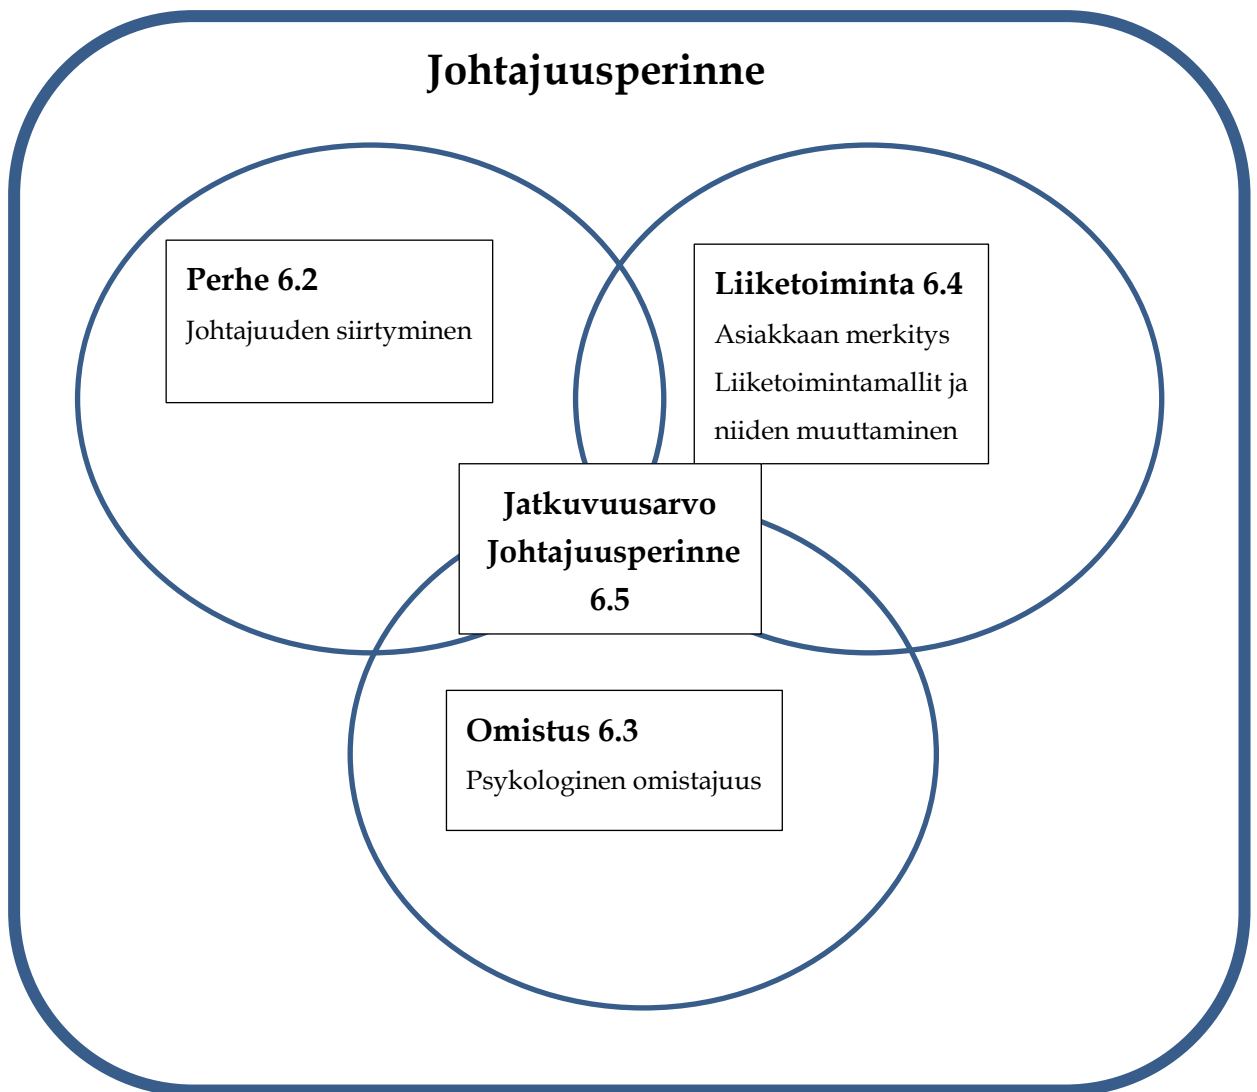 Johtajuusperinne
Perhe 6.2
Johtajuuden siirtyminen
Liiketoiminta 6.4
Asiakkaan merkitys
Liiketoimintamallit ja
niiden muuttaminen
Jatkuvuusarvo
Johtajuusperinne
6.5
Omistus 6.3
Psykologinen omistajuus